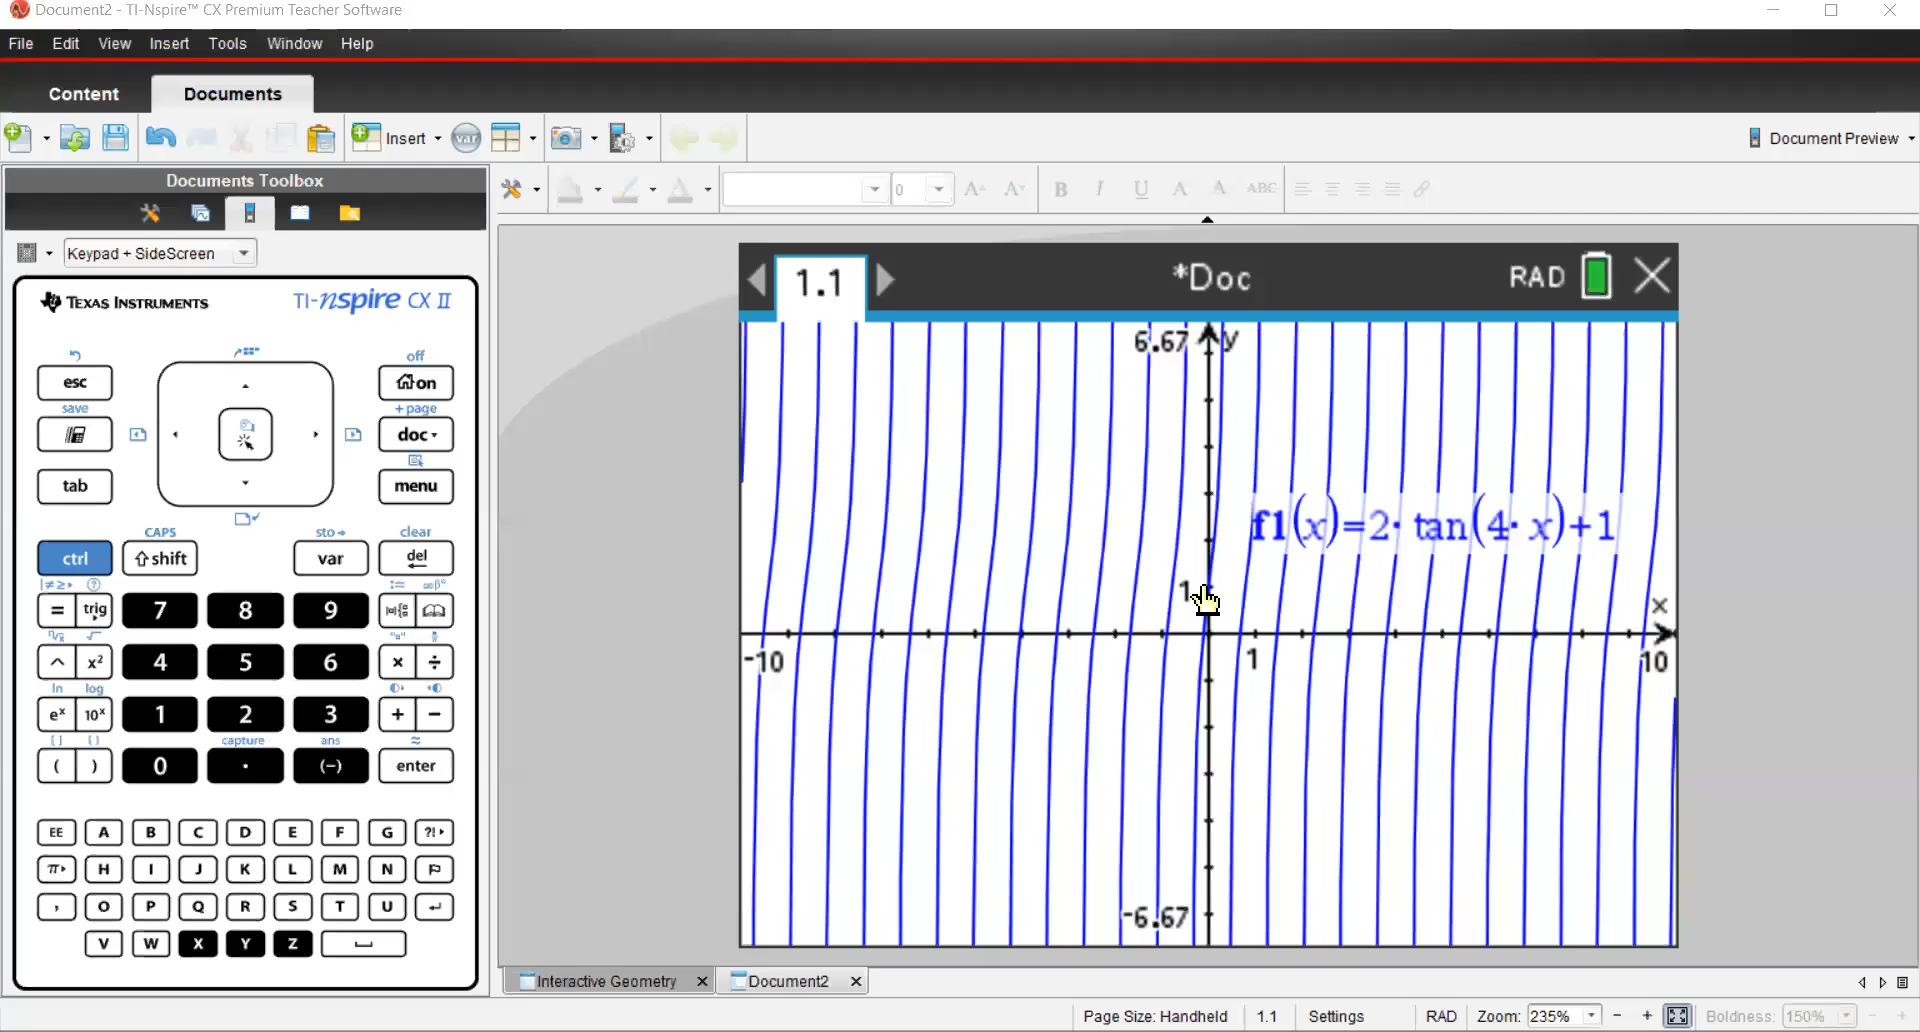 Document2 - TI-Nspire™ CX Premium Teacher Software
File Edit View Insert Tools Window Help
Content Documents
Insert var Document Preview
Documents Toolbox
0 A A B I U A A ABC
Keypad + SideScreen
1.1 *Doc RAD
TEXAS INSTRUMENTS TI-nspire CX II
6.67 y
off
esc on
save + page
doc
tab menu
f1(x)=2· tan(4· x)+1
CAPS sto clear
ctrl shift var del
1
x
= trig 7 8 9
-10 1 10
^ x² 4 5 6 × ÷
ln log
eˣ 10ˣ 1 2 3 + −
[ ] { } capture ans ≈
( ) 0 . (−) enter
EE A B C D E F G ?!
π H I J K L M N
-6.67
, O P Q R S T U
V W X Y Z
Interactive Geometry Document2
Page Size: Handheld 1.1 Settings RAD Zoom: 235% - + Boldness: 150% - +